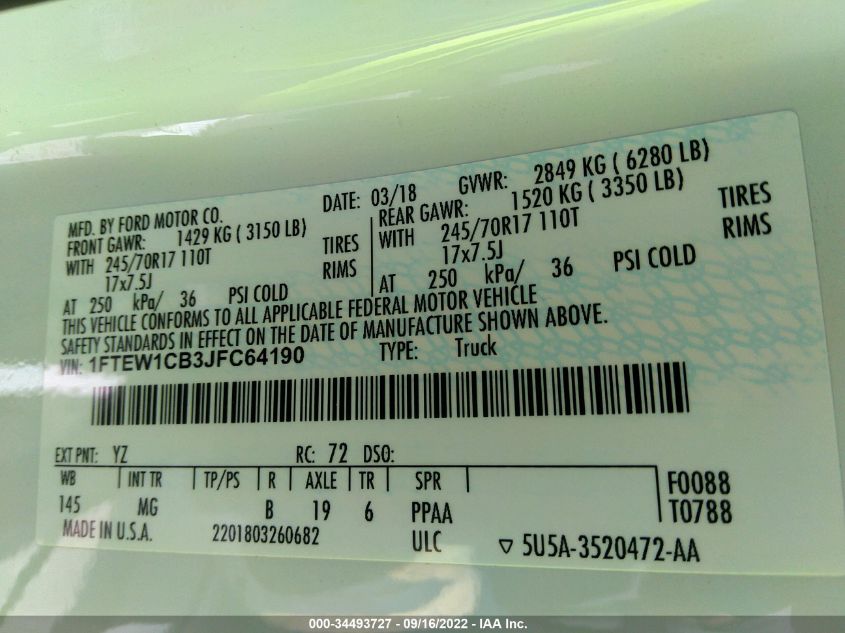 MFD. BY FORD MOTOR CO. DATE: 03/18 GVWR: 2849 KG ( 6280 LB)
FRONT GAWR: 1429 KG ( 3150 LB) REAR GAWR: 1520 KG ( 3350 LB)
WITH 245/70R17 110T TIRES WITH 245/70R17 110T TIRES
17x7.5J RIMS 17x7.5J RIMS
AT 250 kPa/ 36 PSI COLD AT 250 kPa/ 36 PSI COLD
THIS VEHICLE CONFORMS TO ALL APPLICABLE FEDERAL MOTOR VEHICLE
SAFETY STANDARDS IN EFFECT ON THE DATE OF MANUFACTURE SHOWN ABOVE.
VIN: 1FTEW1CB3JFC64190 TYPE: Truck
EXT PNT: YZ RC: 72 DSO:
WB INT TR TP/PS R AXLE TR SPR F0088
145 MG B 19 6 PPAA T0788
MADE IN U.S.A. 2201803260682 ULC ▽ 5U5A-3520472-AA
000-34493727 - 09/16/2022 - IAA Inc.